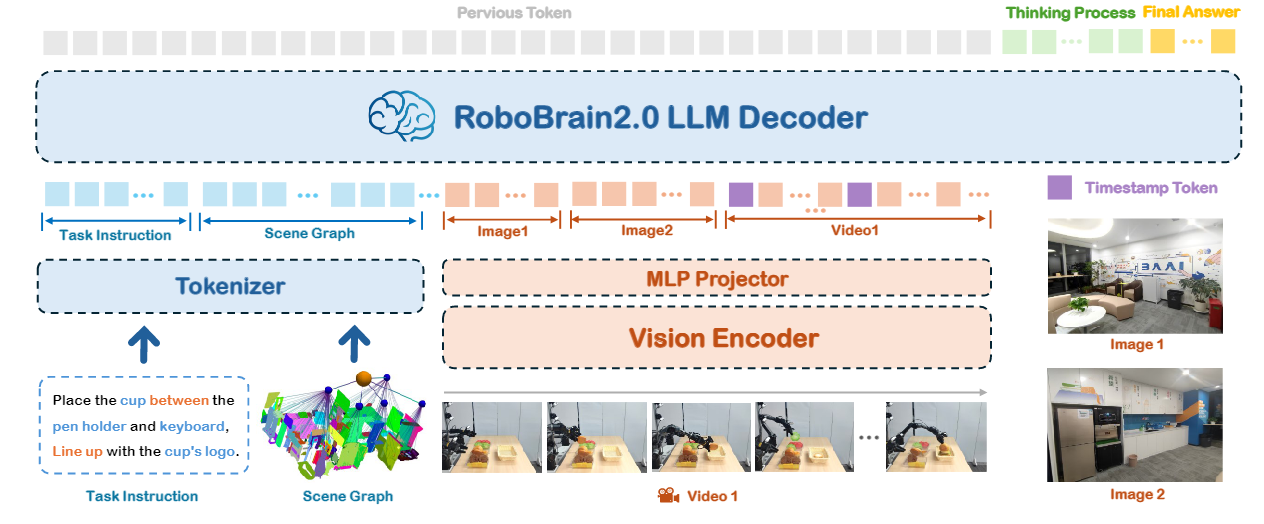 Pervious Token
Thinking Process
Final Answer
RoboBrain2.0 LLM Decoder
Task Instruction
Scene Graph
Image1
Image2
Video1
Timestamp Token
Tokenizer
MLP Projector
Vision Encoder
Image 1
Place the cup between the
pen holder and keyboard,
Line up with the cup's logo.
Task Instruction
Scene Graph
Video 1
Image 2